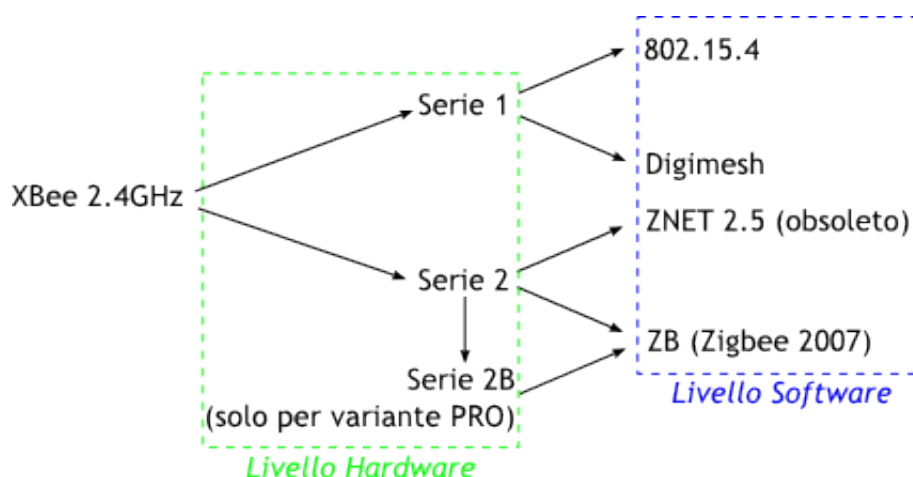 XBee 2.4GHz
Serie 1
Serie 2
Serie 2B
(solo per variante PRO)
Livello Hardware
802.15.4
Digimesh
ZNET 2.5 (obsoleto)
ZB (Zigbee 2007)
Livello Software